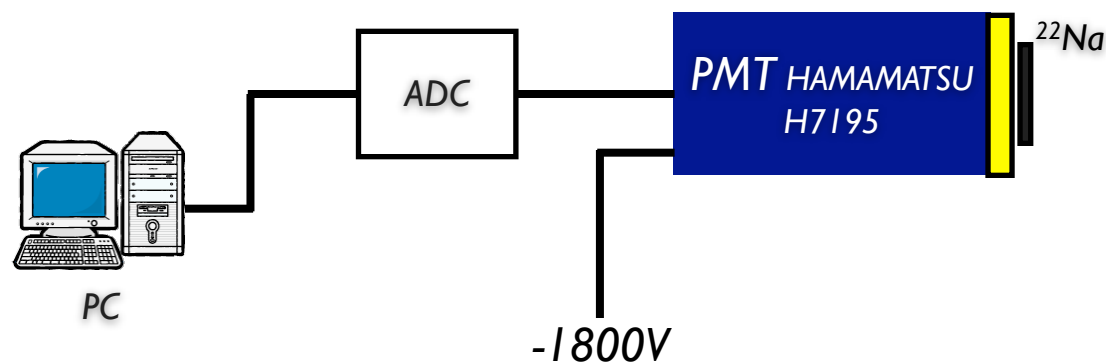 22Na
PMT HAMAMATSU
H7195
ADC
PC
-1800V